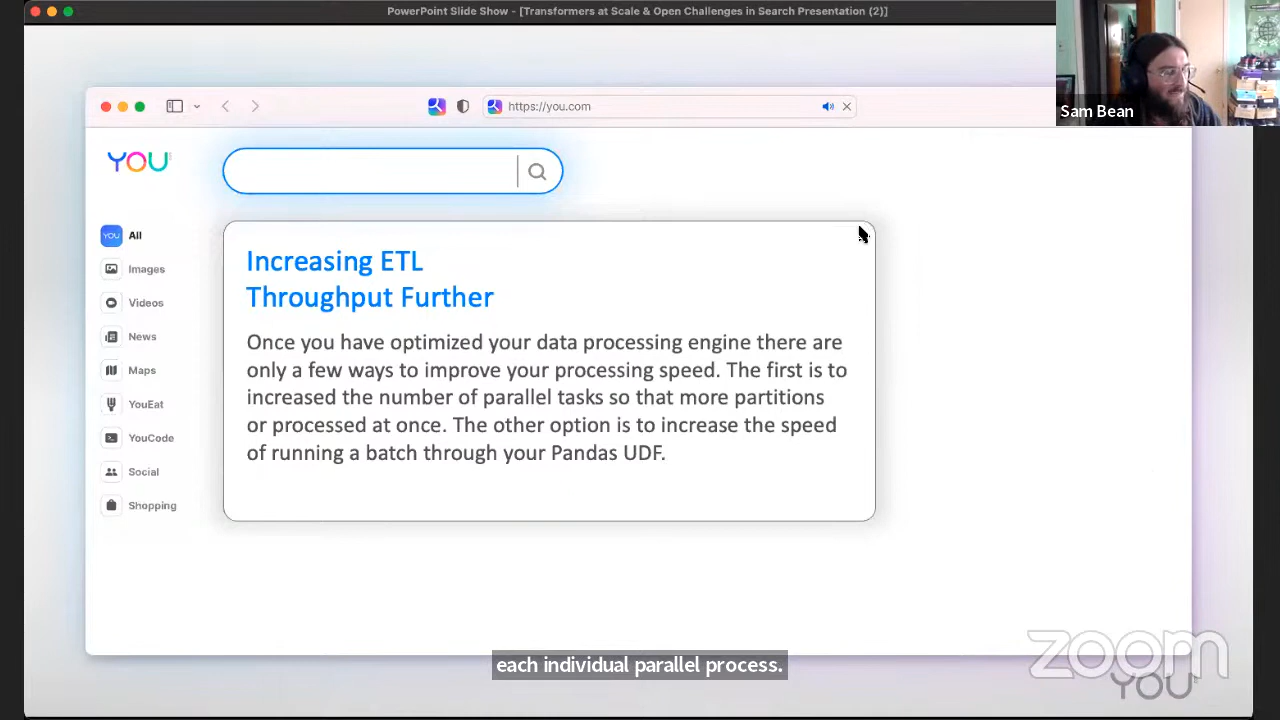 PowerPoint Slide Show - [Transformers at Scale & Open Challenges in Search Presentation (2)]
Sam Bean
https://you.com
YOU
YOU All
Images
Videos
News
Maps
YouEat
YouCode
Social
Shopping
Increasing ETL
Throughput Further
Once you have optimized your data processing engine there are
only a few ways to improve your processing speed. The first is to
increased the number of parallel tasks so that more partitions
or processed at once. The other option is to increase the speed
of running a batch through your Pandas UDF.
each individual parallel process.
zoom
YOU